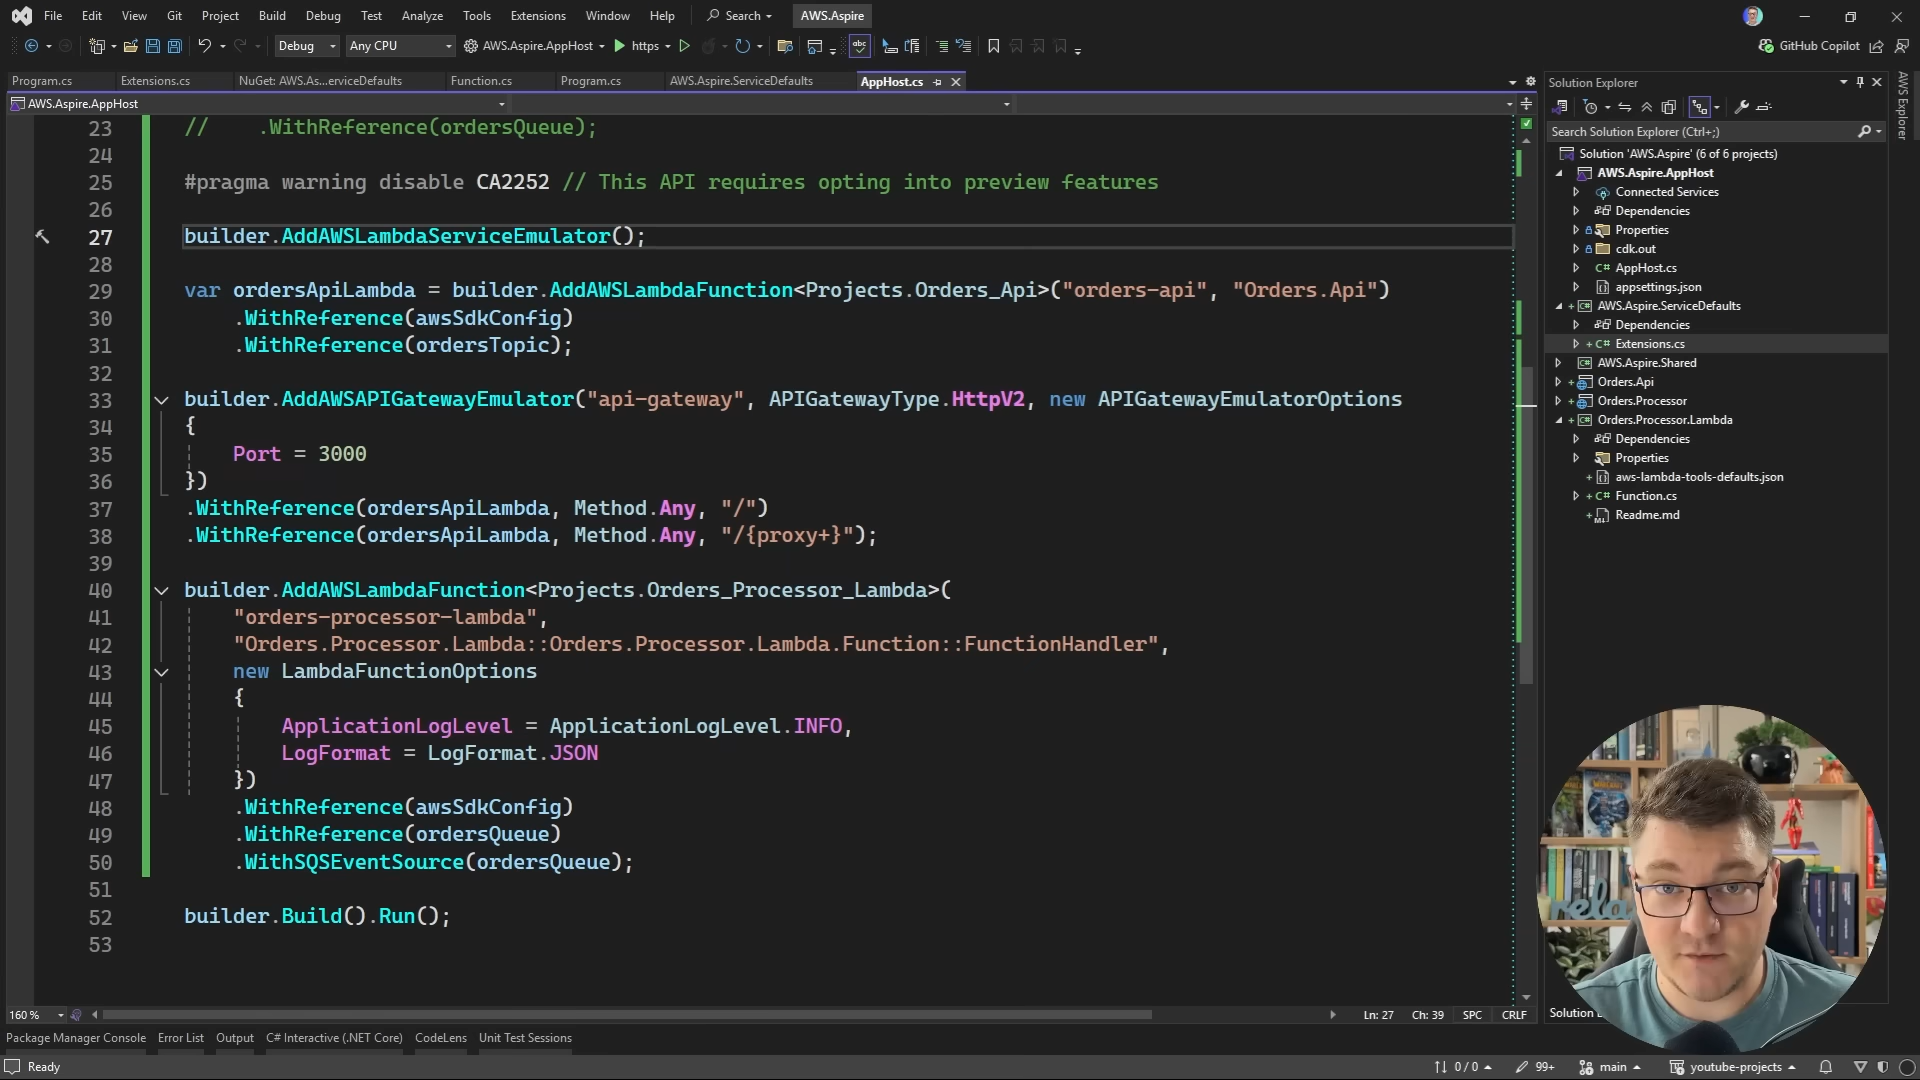 File Edit View Git Project Build Debug Test Analyze Tools Extensions Window Help Search AWS.Aspire
Debug Any CPU AWS.Aspire.AppHost https GitHub Copilot
Program.cs Extensions.cs NuGet: AWS.As...erviceDefaults Function.cs Program.cs AWS.Aspire.ServiceDefaults AppHost.cs
AWS.Aspire.AppHost
23 //    .WithReference(ordersQueue);
24
25 #pragma warning disable CA2252 // This API requires opting into preview features
26
27 builder.AddAWSLambdaServiceEmulator();
28
29 var ordersApiLambda = builder.AddAWSLambdaFunction<Projects.Orders_Api>("orders-api", "Orders.Api")
30     .WithReference(awsSdkConfig)
31     .WithReference(ordersTopic);
32
33 builder.AddAWSAPIGatewayEmulator("api-gateway", APIGatewayType.HttpV2, new APIGatewayEmulatorOptions
34 {
35     Port = 3000
36 })
37 .WithReference(ordersApiLambda, Method.Any, "/")
38 .WithReference(ordersApiLambda, Method.Any, "/{proxy+}");
39
40 builder.AddAWSLambdaFunction<Projects.Orders_Processor_Lambda>(
41     "orders-processor-lambda",
42     "Orders.Processor.Lambda::Orders.Processor.Lambda.Function::FunctionHandler",
43     new LambdaFunctionOptions
44     {
45         ApplicationLogLevel = ApplicationLogLevel.INFO,
46         LogFormat = LogFormat.JSON
47     })
48     .WithReference(awsSdkConfig)
49     .WithReference(ordersQueue)
50     .WithSQSEventSource(ordersQueue);
51
52 builder.Build().Run();
53
160 % Ln: 27 Ch: 39 SPC CRLF
Solution Explorer
Search Solution Explorer (Ctrl+;)
Solution 'AWS.Aspire' (6 of 6 projects)
AWS.Aspire.AppHost
Connected Services
Dependencies
Properties
cdk.out
C# AppHost.cs
appsettings.json
AWS.Aspire.ServiceDefaults
Dependencies
C# Extensions.cs
AWS.Aspire.Shared
Orders.Api
Orders.Processor
Orders.Processor.Lambda
Dependencies
Properties
aws-lambda-tools-defaults.json
C# Function.cs
Readme.md
AWS Explorer
Solution
Package Manager Console Error List Output C# Interactive (.NET Core) CodeLens Unit Test Sessions
Ready 0 / 0 99+ main youtube-projects